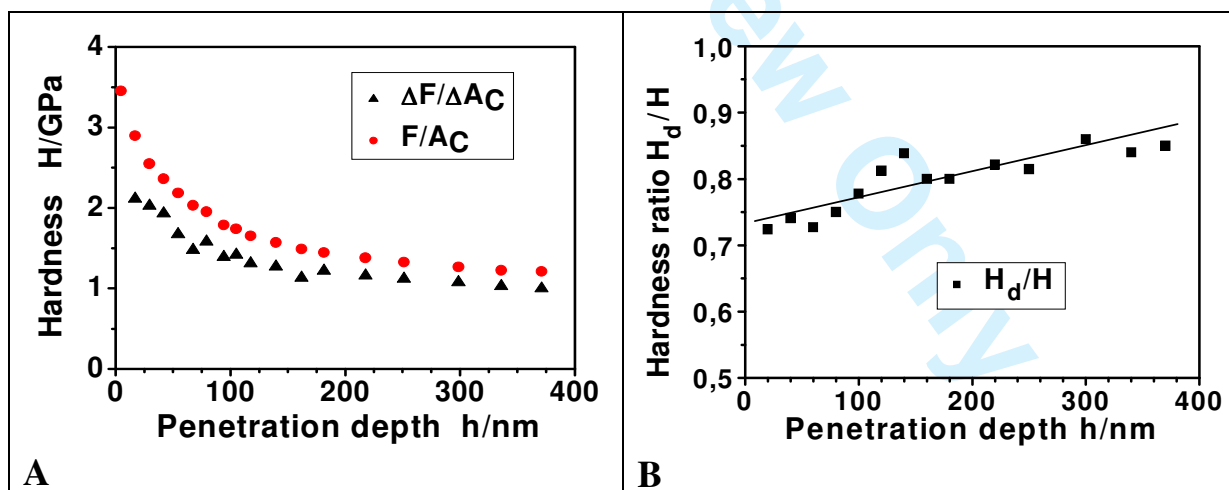 4
3
2
1
0
Hardness H/GPa
ΔF/ΔAC
F/AC
0 100 200 300 400
Penetration depth h/nm
A
1,0
0,9
0,8
0,7
0,6
0,5
Hardness ratio Hd/H
Hd/H
0 100 200 300 400
Penetration depth h/nm
B
ew Only